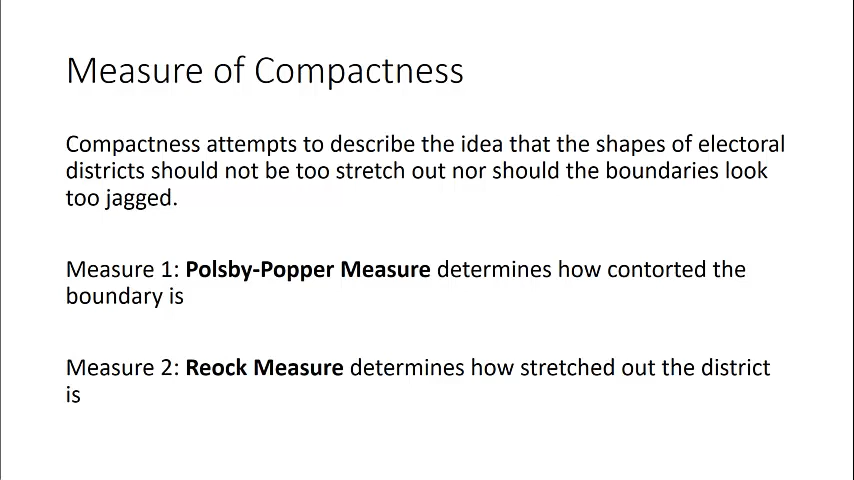 Measure of Compactness
Compactness attempts to describe the idea that the shapes of electoral
districts should not be too stretch out nor should the boundaries look
too jagged.
Measure 1: Polsby-Popper Measure determines how contorted the
boundary is
Measure 2: Reock Measure determines how stretched out the district
is